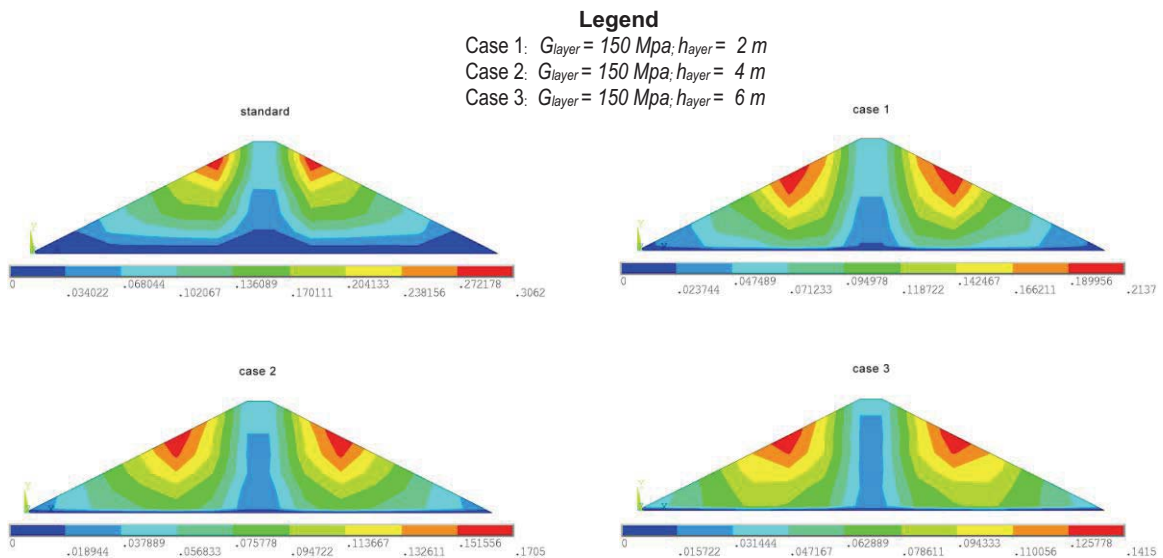 Legend
Case 1: Glayer = 150 Mpa; hayer = 2 m
Case 2: Glayer = 150 Mpa; hayer = 4 m
Case 3: Glayer = 150 Mpa; hayer = 6 m
standard
case 1
0 .068044 .136089 .204133 .272178
.034022 .102067 .170111 .238156 .3062
0 .047489 .094978 .142467 .189956
.023744 .071233 .118722 .166211 .2137
case 2
case 3
0 .037889 .075778 .113667 .151556
.018944 .056833 .094722 .132611 .1705
0 .031444 .062889 .094333 .125778
.015722 .047167 .078611 .110056 .1415